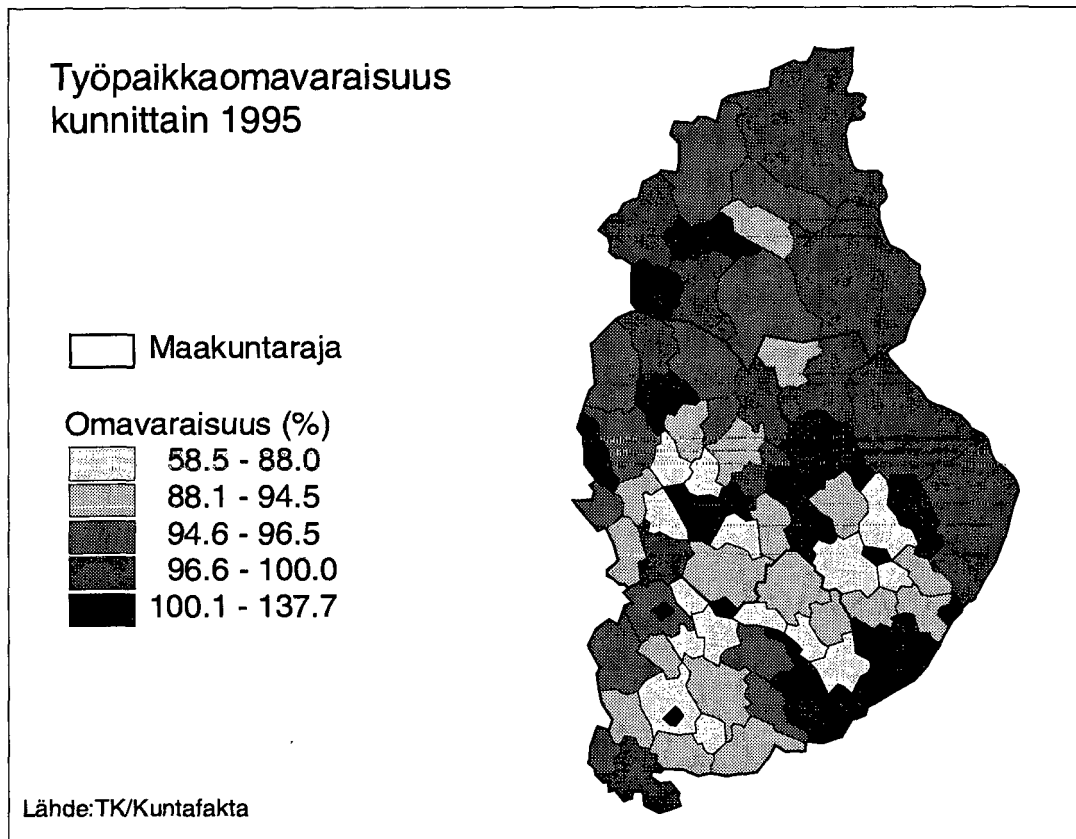 Työpaikkaomavaraisuus
kunnittain 1995
Maakuntaraja
Omavaraisuus (%)
58.5 - 88.0
88.1 - 94.5
94.6 - 96.5
96.6 - 100.0
100.1 - 137.7
Lähde:TK/Kuntafakta